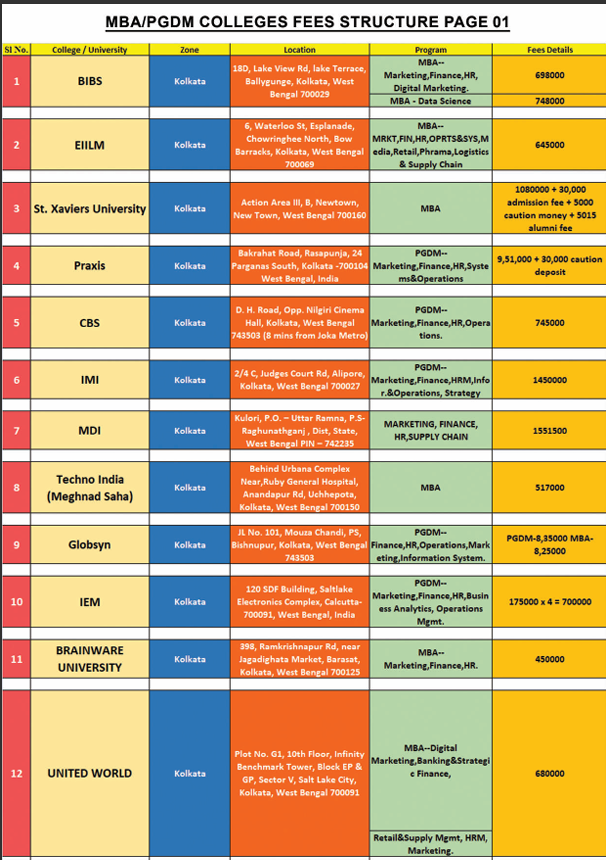 MBA/PGDM COLLEGES FEES STRUCTURE PAGE 01
Sl No. College / University Zone Location Program Fees Details
1 BIBS Kolkata
18D, Lake View Rd, lake Terrace,
Ballygunge, Kolkata, West
Bengal 700029
MBA--
Marketing,Finance,HR,
Digital Marketing.
698000
MBA - Data Science 748000
2 EIILM Kolkata
6, Waterloo St, Esplanade,
Chowringhee North, Bow
Barracks, Kolkata, West Bengal
700069
MBA--
MRKT,FIN,HR,OPRTS&SYS,M
edia,Retail,Phrama,Logistics
& Supply Chain
645000
3 St. Xaviers University Kolkata
Action Area III, B, Newtown,
New Town, West Bengal 700160
MBA
1080000 + 30,000
admission fee + 5000
caution money + 5015
alumni fee
4 Praxis Kolkata
Bakrahat Road, Rasapunja, 24
Parganas South, Kolkata -700104
West Bengal, India
PGDM--
Marketing,Finance,HR,Syste
ms&Operations
9,51,000 + 30,000 caution
deposit
5 CBS Kolkata
D. H. Road, Opp. Nilgiri Cinema
Hall, Kolkata, West Bengal
743503 (8 mins from Joka Metro)
PGDM--
Marketing,Finance,HR,Opera
tions.
745000
6 IMI Kolkata
2/4 C, Judges Court Rd, Alipore,
Kolkata, West Bengal 700027
PGDM--
Marketing,Finance,HRM,Info
r.&Operations, Strategy
1450000
7 MDI Kolkata
Kulori, P.O. – Uttar Ramna, P.S-
Raghunathganj , Dist, State,
West Bengal PIN – 742235
MARKETING, FINANCE,
HR,SUPPLY CHAIN
1551500
8 Techno India
(Meghnad Saha)
Kolkata
Behind Urbana Complex
Near,Ruby General Hospital,
Anandapur Rd, Uchhepota,
Kolkata, West Bengal 700150
MBA
517000
9 Globsyn Kolkata
JL No. 101, Mouza Chandi, PS,
Bishnupur, Kolkata, West Bengal
743503
PGDM--
Finance,HR,Operations,Mark
eting,Information System.
PGDM-8,35000 MBA-
8,25000
10 IEM Kolkata
120 SDF Building, Saltlake
Electronics Complex, Calcutta-
700091, West Bengal, India
PGDM--
Marketing,Finance,HR,Busin
ess Analytics, Operations
Mgmt.
175000 x 4 = 700000
11 BRAINWARE
UNIVERSITY
Kolkata
398, Ramkrishnapur Rd, near
Jagadighata Market, Barasat,
Kolkata, West Bengal 700125
MBA--
Marketing,Finance,HR.
450000
12 UNITED WORLD Kolkata
Plot No. G1, 10th Floor, Infinity
Benchmark Tower, Block EP &
GP, Sector V, Salt Lake City,
Kolkata, West Bengal 700091
MBA--Digital
Marketing,Banking&Strategi
c Finance,
680000
Retail&Supply Mgmt, HRM,
Marketing.